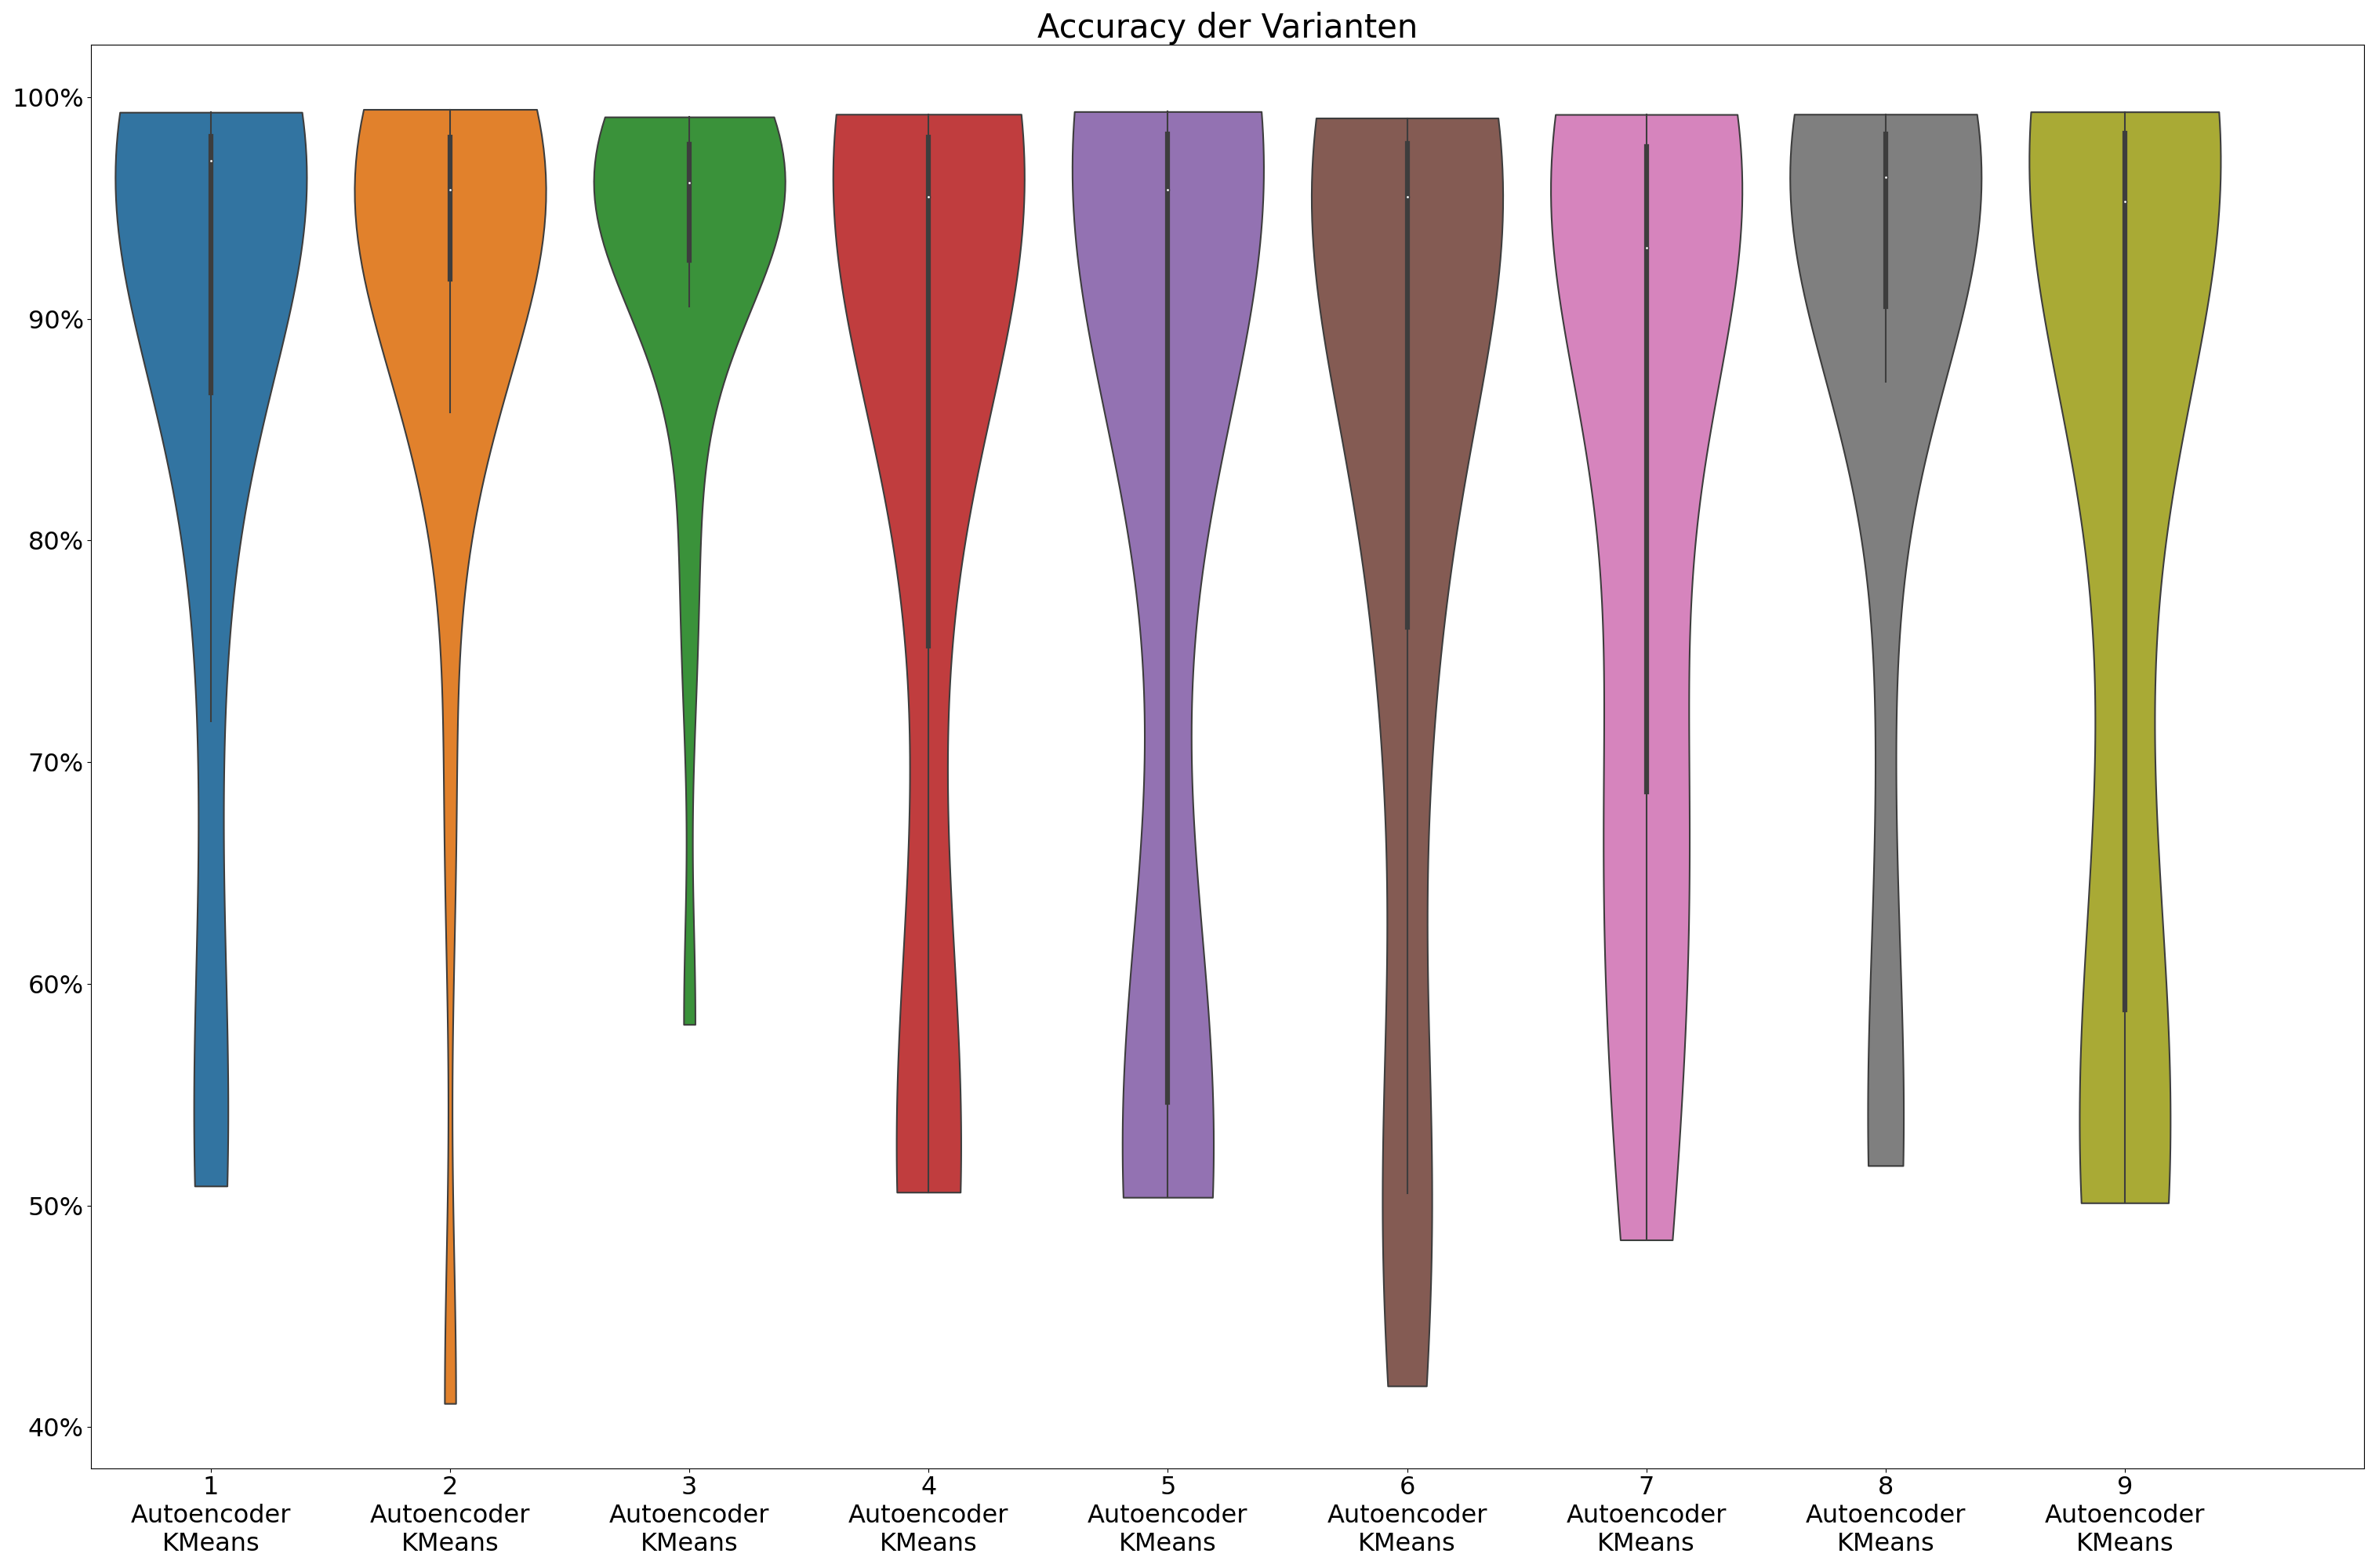 Accuracy der Varianten
100%
90%
80%
70%
60%
50%
40%
1
Autoencoder
KMeans
2
Autoencoder
KMeans
3
Autoencoder
KMeans
4
Autoencoder
KMeans
5
Autoencoder
KMeans
6
Autoencoder
KMeans
7
Autoencoder
KMeans
8
Autoencoder
KMeans
9
Autoencoder
KMeans